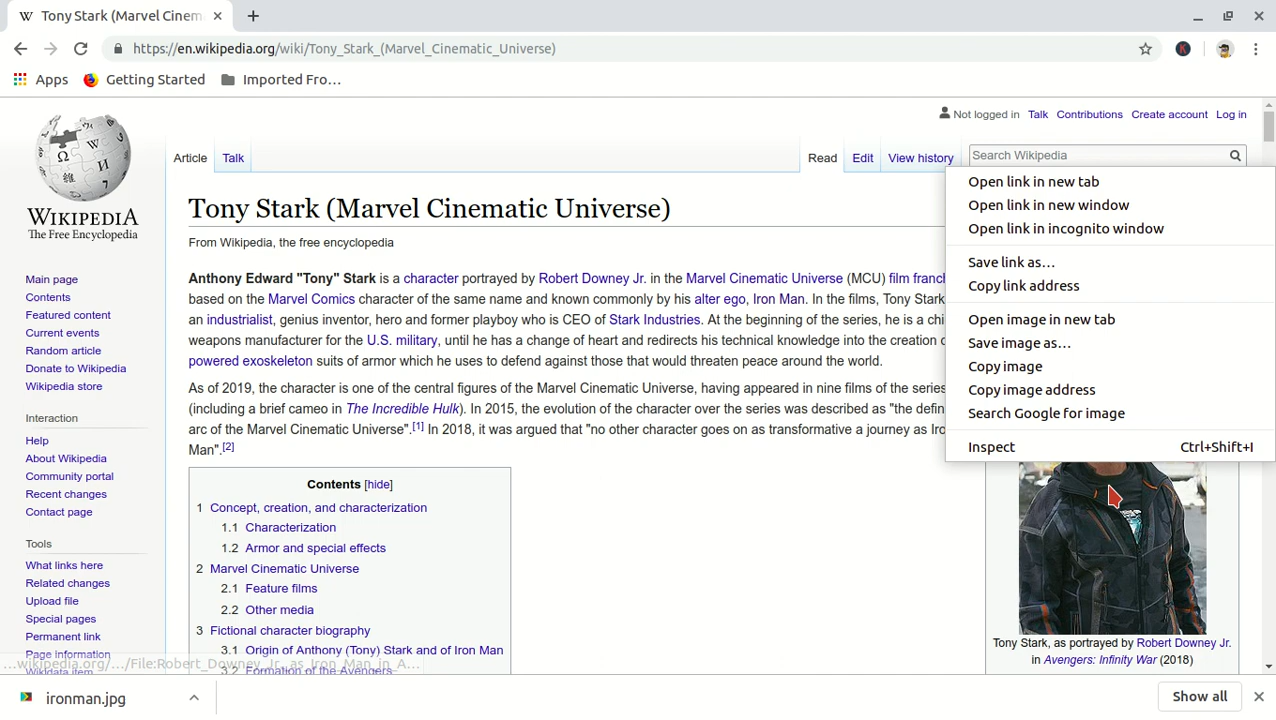 Tony Stark (Marvel Cinem
https://en.wikipedia.org/wiki/Tony_Stark_(Marvel_Cinematic_Universe)
K
Apps
Getting Started
Imported Fro…
Not logged in Talk Contributions Create account Log in
Article Talk Read Edit View history Search Wikipedia
WIKIPEDIA
The Free Encyclopedia
Main page
Contents
Featured content
Current events
Random article
Donate to Wikipedia
Wikipedia store
Interaction
Help
About Wikipedia
Community portal
Recent changes
Contact page
Tools
What links here
Related changes
Upload file
Special pages
Permanent link
Page information
Wikidata item
Tony Stark (Marvel Cinematic Universe)
From Wikipedia, the free encyclopedia
Anthony Edward "Tony" Stark is a character portrayed by Robert Downey Jr. in the Marvel Cinematic Universe (MCU) film franch
based on the Marvel Comics character of the same name and known commonly by his alter ego, Iron Man. In the films, Tony Stark
an industrialist, genius inventor, hero and former playboy who is CEO of Stark Industries. At the beginning of the series, he is a chi
weapons manufacturer for the U.S. military, until he has a change of heart and redirects his technical knowledge into the creation o
powered exoskeleton suits of armor which he uses to defend against those that would threaten peace around the world.
As of 2019, the character is one of the central figures of the Marvel Cinematic Universe, having appeared in nine films of the series
(including a brief cameo in The Incredible Hulk). In 2015, the evolution of the character over the series was described as "the defin
arc of the Marvel Cinematic Universe".[1] In 2018, it was argued that "no other character goes on as transformative a journey as Iro
Man".[2]
Contents [hide]
1 Concept, creation, and characterization
1.1 Characterization
1.2 Armor and special effects
2 Marvel Cinematic Universe
2.1 Feature films
2.2 Other media
3 Fictional character biography
3.1 Origin of Anthony (Tony) Stark and of Iron Man
3.2 Formation of the Avengers
Open link in new tab
Open link in new window
Open link in incognito window
Save link as…
Copy link address
Open image in new tab
Save image as…
Copy image
Copy image address
Search Google for image
Inspect Ctrl+Shift+I
Tony Stark, as portrayed by Robert Downey Jr.
in Avengers: Infinity War (2018)
…wikipedia.org/…/File:Robert_Downey_Jr._as_Iron_Man_in_A…
ironman.jpg
Show all